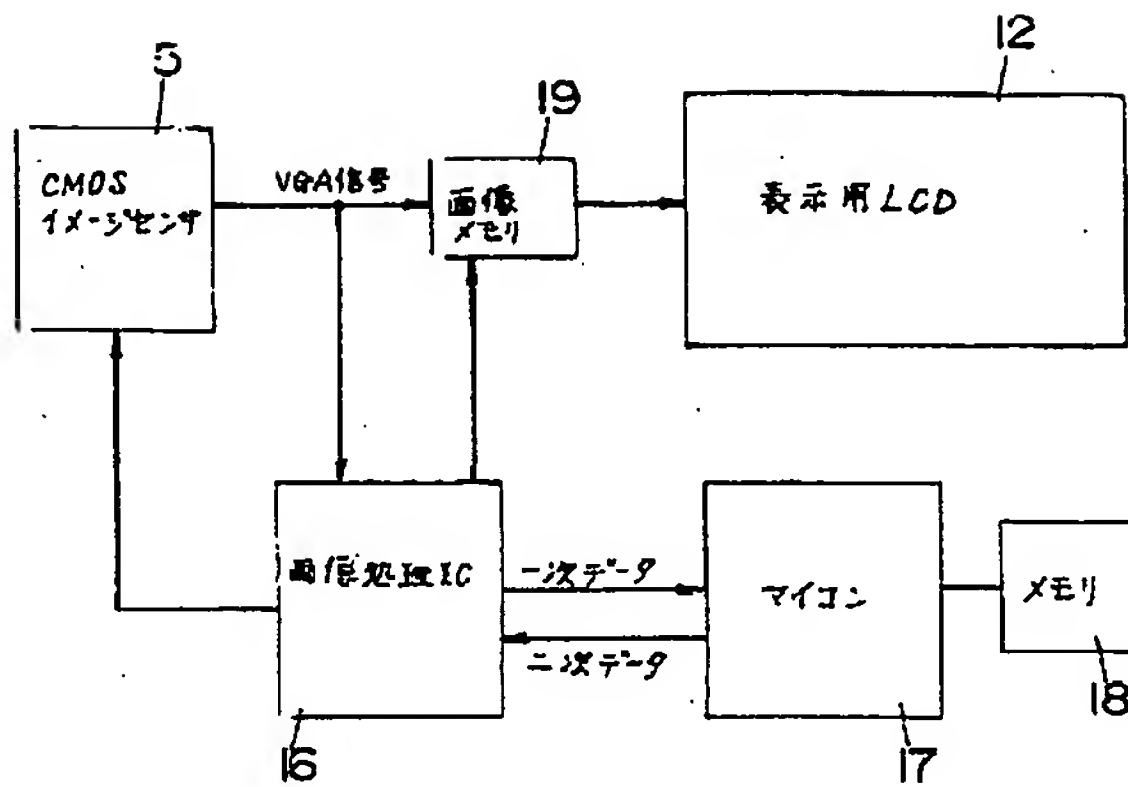 5
12
19
CMOS
イメージセンサ
VGA信号
画像
メモリ
表示用LCD
画像処理IC
一次データ
二次データ
マイコン
メモリ
16
17
18